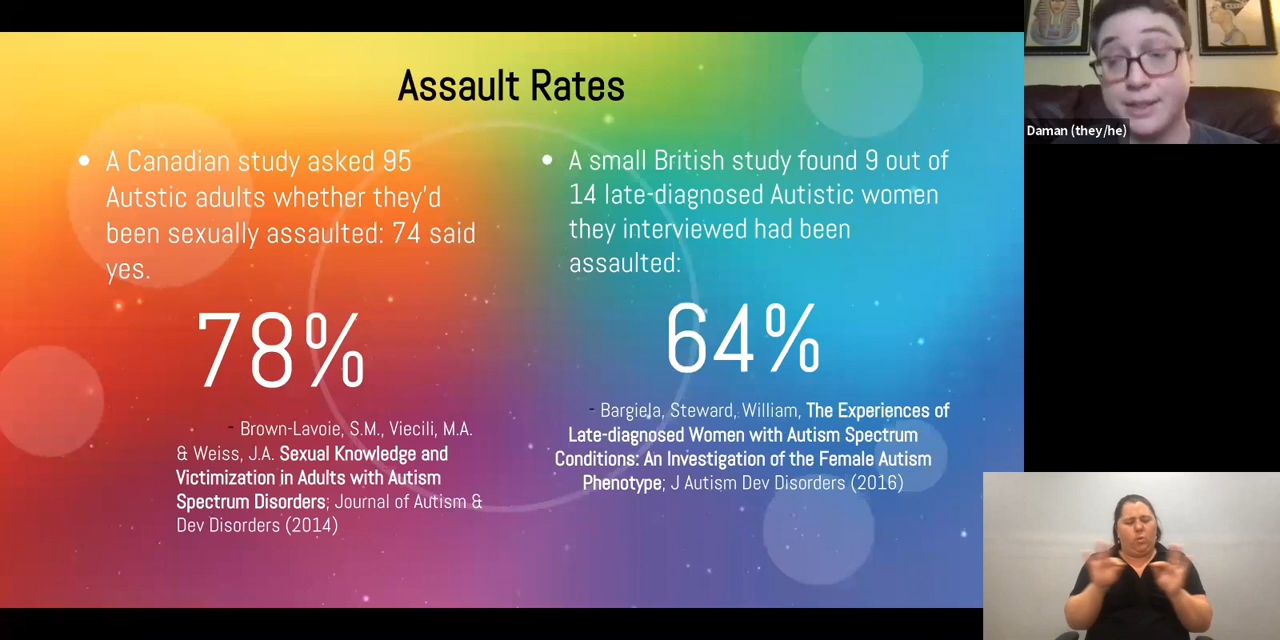 Assault Rates
A Canadian study asked 95
Autstic adults whether they'd
been sexually assaulted: 74 said
yes.
78%
- Brown-Lavoie, S.M., Viecili, M.A.
& Weiss, J.A. Sexual Knowledge and
Victimization in Adults with Autism
Spectrum Disorders; Journal of Autism &
Dev Disorders (2014)
A small British study found 9 out of
14 late-diagnosed Autistic women
they interviewed had been
assaulted:
64%
- Bargiela, Steward, William, The Experiences of
Late-diagnosed Women with Autism Spectrum
Conditions: An Investigation of the Female Autism
Phenotype; J Autism Dev Disorders (2016)
Daman (they/he)